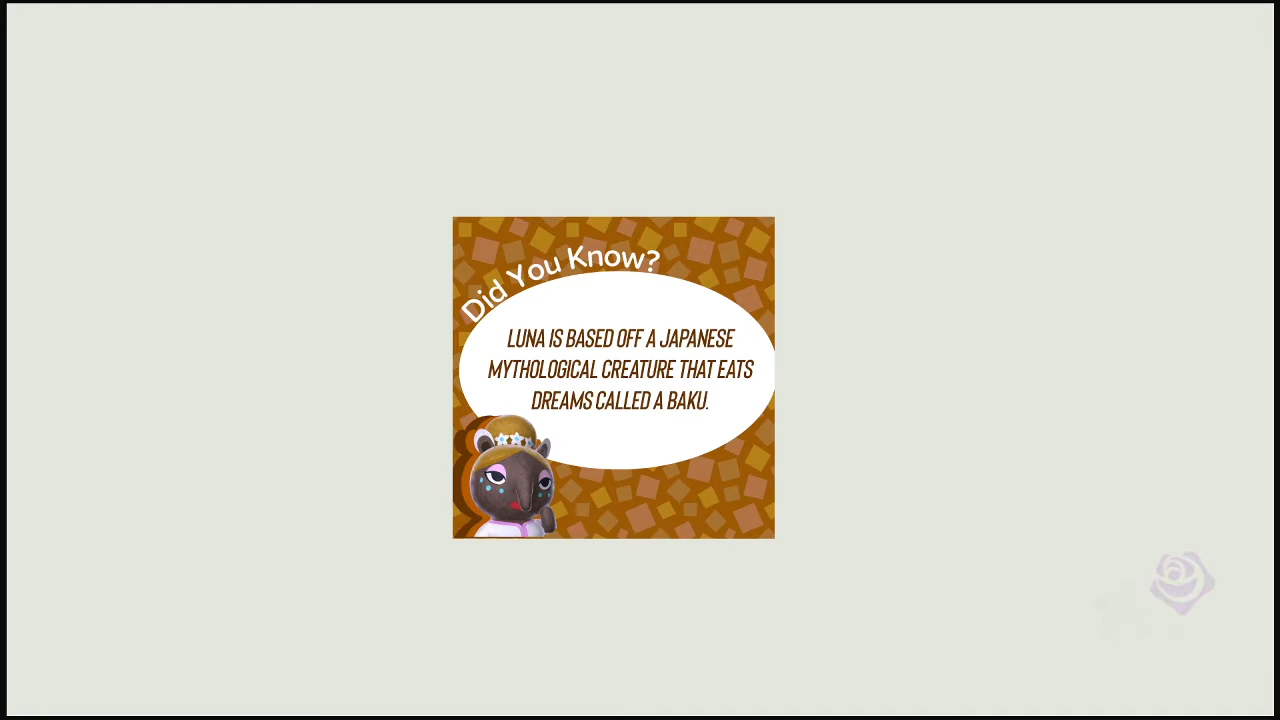 Did You Know?
LUNA IS BASED OFF A JAPANESE
MYTHOLOGICAL CREATURE THAT EATS
DREAMS CALLED A BAKU.